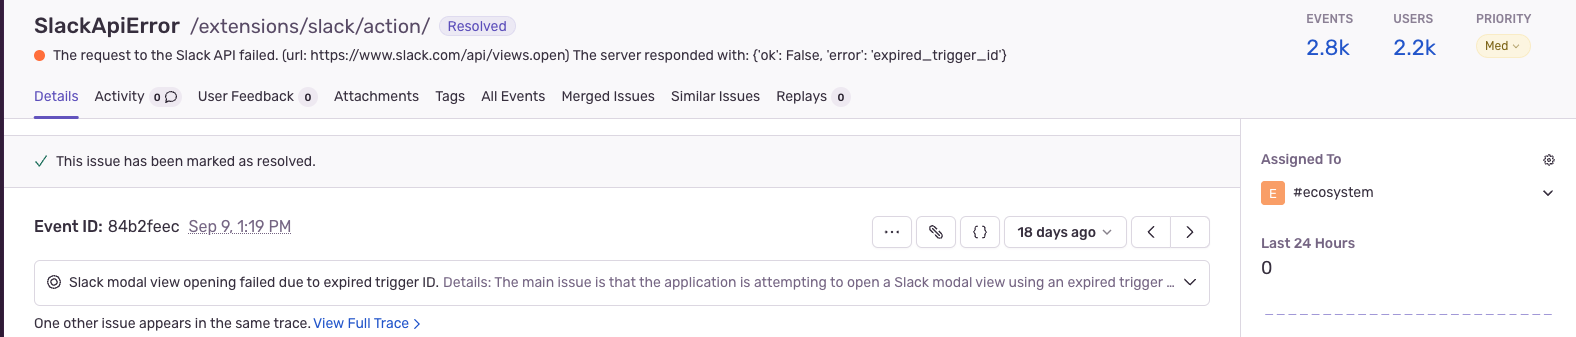 SlackApiError /extensions/slack/action/ Resolved
EVENTS USERS PRIORITY
2.8k 2.2k Med
The request to the Slack API failed. (url: https://www.slack.com/api/views.open) The server responded with: {'ok': False, 'error': 'expired_trigger_id'}
Details Activity 0 User Feedback 0 Attachments Tags All Events Merged Issues Similar Issues Replays 0
This issue has been marked as resolved.
Event ID: 84b2feec Sep 9, 1:19 PM
... { } 18 days ago
Slack modal view opening failed due to expired trigger ID. Details: The main issue is that the application is attempting to open a Slack modal view using an expired trigger ...
One other issue appears in the same trace. View Full Trace
Assigned To
E #ecosystem
Last 24 Hours
0